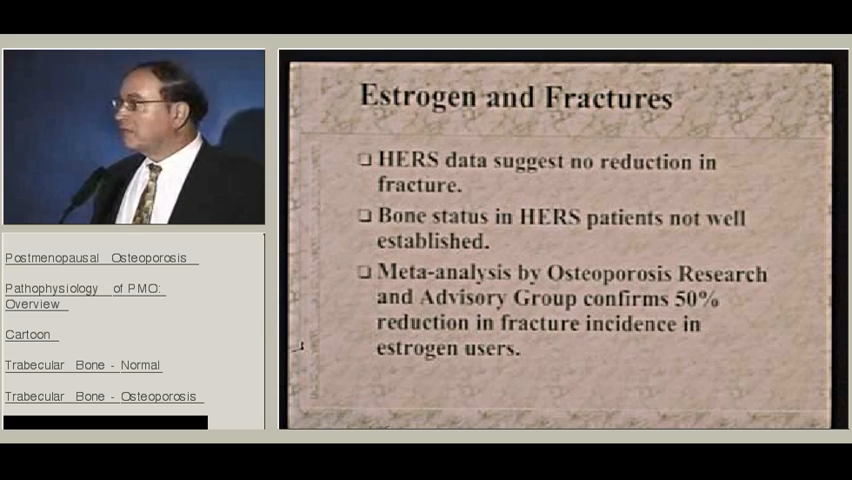 Estrogen and Fractures
❑ HERS data suggest no reduction in
fracture.
❑ Bone status in HERS patients not well
established.
❑ Meta-analysis by Osteoporosis Research
and Advisory Group confirms 50%
reduction in fracture incidence in
estrogen users.
Postmenopausal Osteoporosis
Pathophysiology of PMO:
Overview
Cartoon
Trabecular Bone - Normal
Trabecular Bone - Osteoporosis